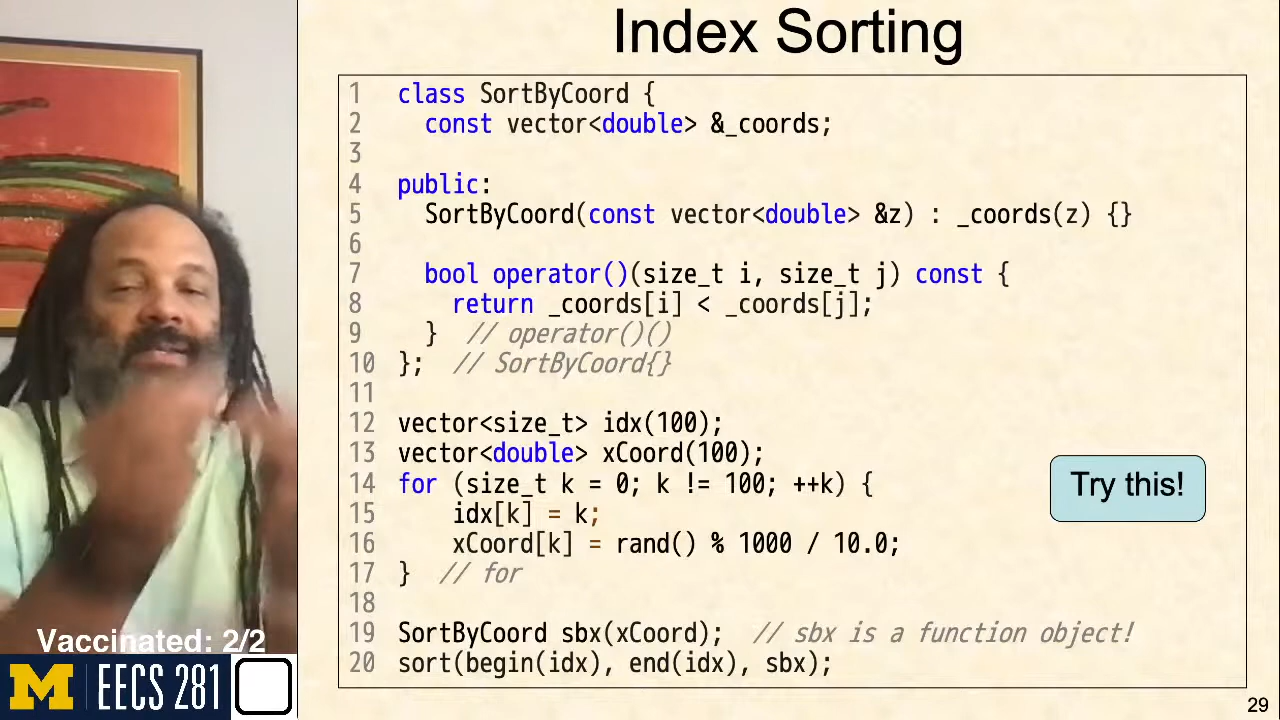 Index Sorting
1 class SortByCoord {
2 const vector<double> &_coords;
3
4 public:
5 SortByCoord(const vector<double> &z) : _coords(z) {}
6
7 bool operator()(size_t i, size_t j) const {
8 return _coords[i] < _coords[j];
9 } // operator()()
10 }; // SortByCoord{}
11
12 vector<size_t> idx(100);
13 vector<double> xCoord(100);
14 for (size_t k = 0; k != 100; ++k) {
15 idx[k] = k;
16 xCoord[k] = rand() % 1000 / 10.0;
17 } // for
18
19 SortByCoord sbx(xCoord); // sbx is a function object!
20 sort(begin(idx), end(idx), sbx);
Try this!
Vaccinated: 2/2
M EECS 281
29